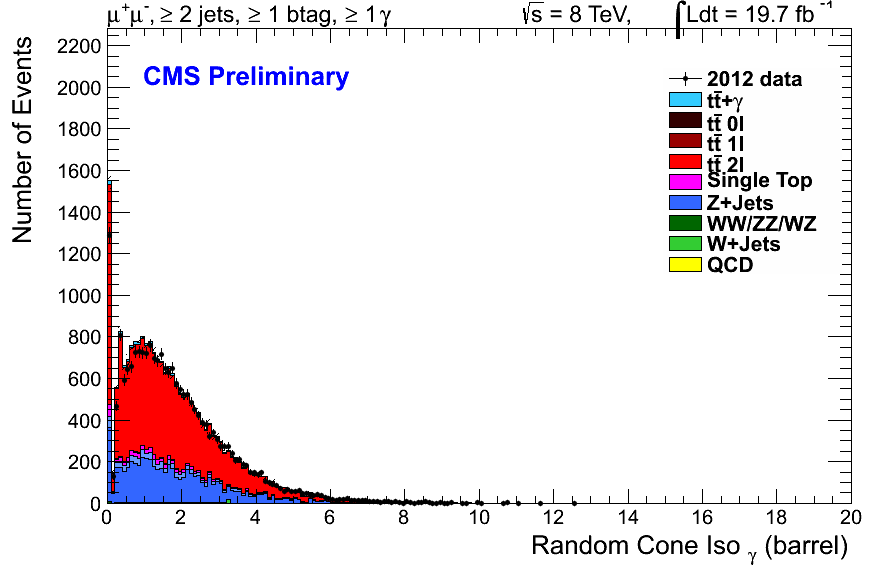 μ⁺μ⁻, ≥ 2 jets, ≥ 1 btag, ≥ 1 γ
√s = 8 TeV, ∫Ldt = 19.7 fb⁻¹
CMS Preliminary
2012 data
tt̄+γ
tt̄ 0l
tt̄ 1l
tt̄ 2l
Single Top
Z+Jets
WW/ZZ/WZ
W+Jets
QCD
Number of Events
2200
2000
1800
1600
1400
1200
1000
800
600
400
200
0
0 2 4 6 8 10 12 14 16 18 20
Random Cone Iso γ (barrel)